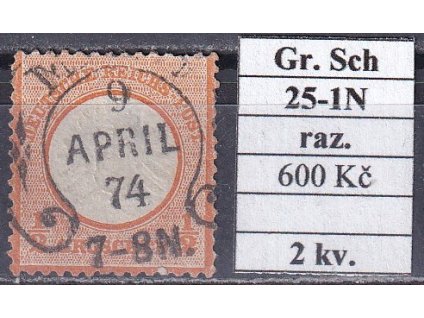 9
APRIL
74
7-8N.
Gr. Sch
25-1N
raz.
600 Kč
2 kv.